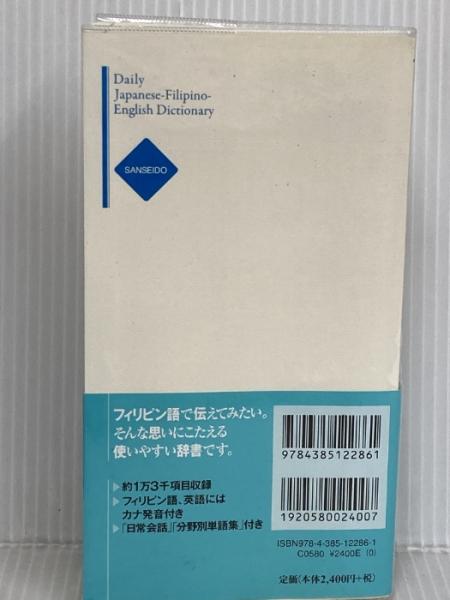 Daily
Japanese-Filipino-
English Dictionary
SANSEIDO
フィリピン語で伝えてみたい。
そんな思いにこたえる
使いやすい辞書です。
▶約1万3千項目収録
▶フィリピン語、英語には
カナ発音付き
▶「日常会話」「分野別単語集」付き
9784385122861
1920580024007
ISBN978-4-385-12286-1
C0580 ¥2400E (0)
定価(本体2,400円+税)